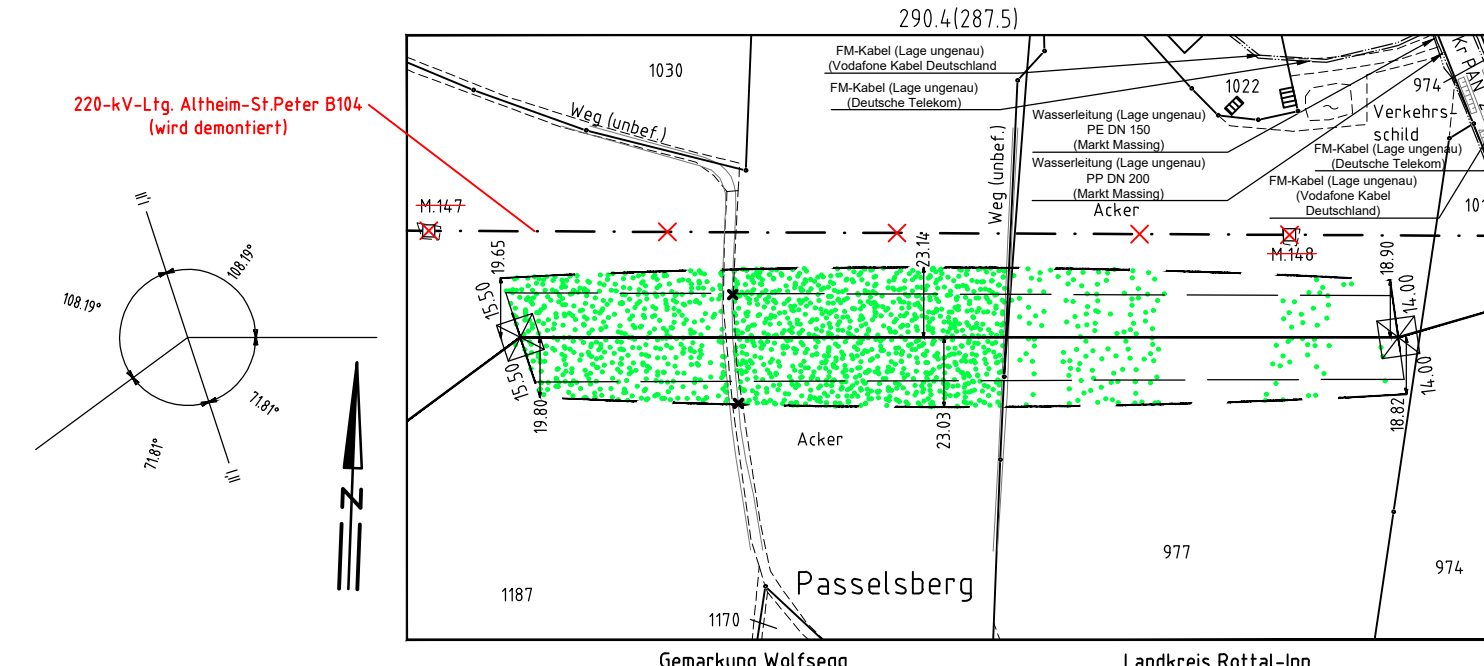 290.4(287.5)
220-kV-Ltg. Altheim-St.Peter B104
(wird demontiert)
1030
FM-Kabel (Lage ungenau)
(Vodafone Kabel Deutschland
FM-Kabel (Lage ungenau)
(Deutsche Telekom)
1022
974
Kr PAN
Verkehrs-
schild
Weg (unbef.)
Wasserleitung (Lage ungenau)
PE DN 150
(Markt Massing)
Wasserleitung (Lage ungenau)
PP DN 200
(Markt Massing)
FM-Kabel (Lage ungenau)
(Deutsche Telekom)
FM-Kabel (Lage ungenau)
(Vodafone Kabel
Deutschland)
Weg (unbef.)
Acker
M.147
M.148
19.65
23.14
18.90
15.50
14.00
15.50
14.00
19.80
23.03
18.82
108.19°
108.19°
71.81°
71.81°
N
Acker
977
974
1187
Passelsberg
1170
Gemarkung Wolfsegg
Landkreis Rottal-Inn